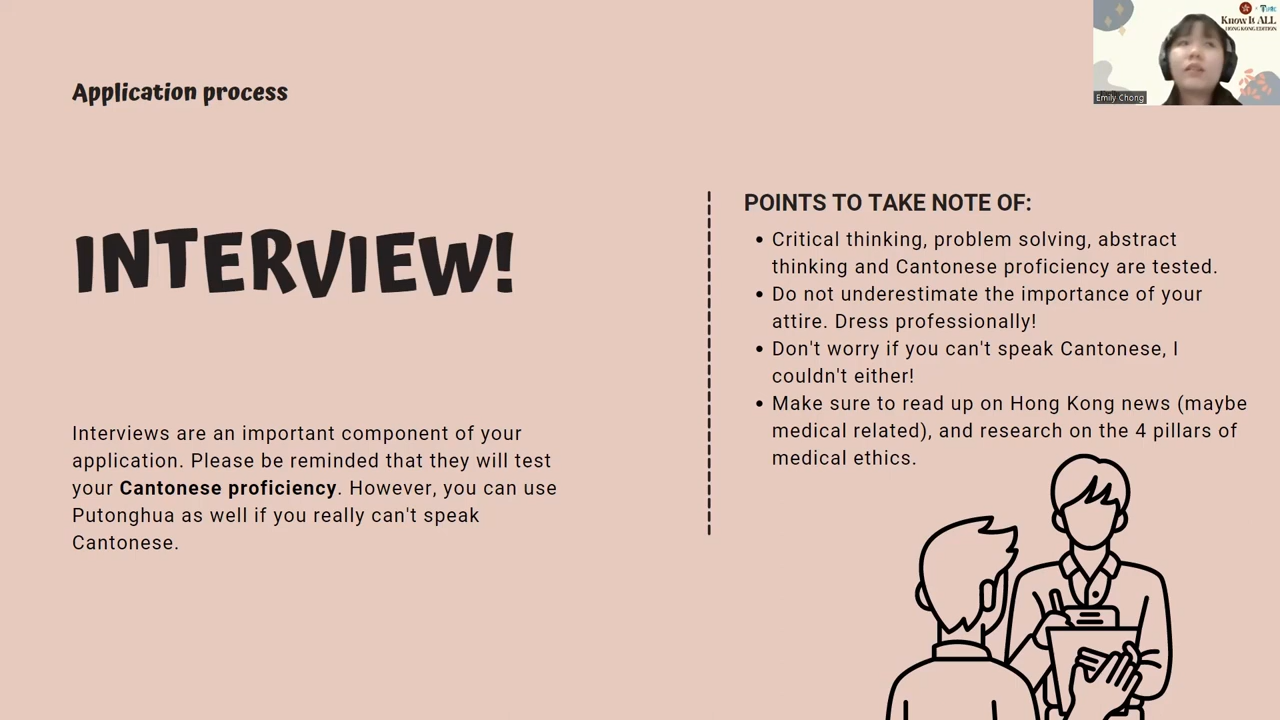 Application process
INTERVIEW!
Interviews are an important component of your
application. Please be reminded that they will test
your Cantonese proficiency. However, you can use
Putonghua as well if you really can't speak
Cantonese.
POINTS TO TAKE NOTE OF:
• Critical thinking, problem solving, abstract
thinking and Cantonese proficiency are tested.
• Do not underestimate the importance of your
attire. Dress professionally!
• Don't worry if you can't speak Cantonese, I
couldn't either!
• Make sure to read up on Hong Kong news (maybe
medical related), and research on the 4 pillars of
medical ethics.
Know It ALL
HONG KONG EDITION
Emily Chong